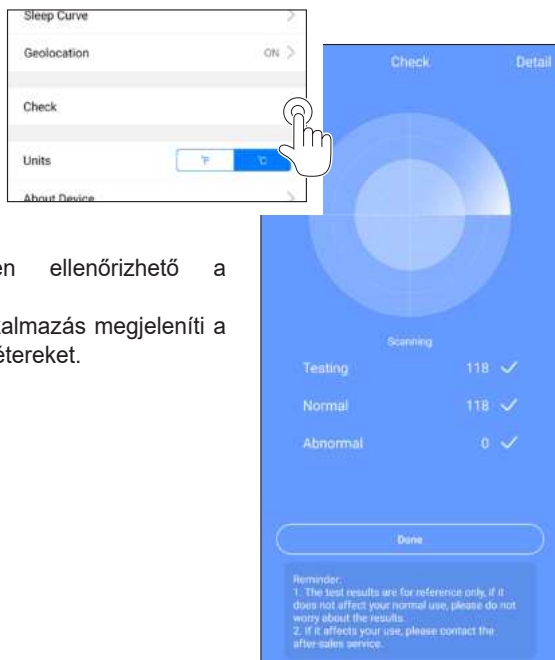 Sleep Curve
Geolocation ON
Check
Units °F °C
About Device
ellenőrizhető a
almazás megjeleníti a
étereket.
Check Detail
Scanning
Testing 118
Normal 118
Abnormal 0
Done
Reminder:
1. The test results are for reference only, if it
does not affect your normal use, please do not
worry about the results.
2. If it affects your use, please contact the
after-sales service.